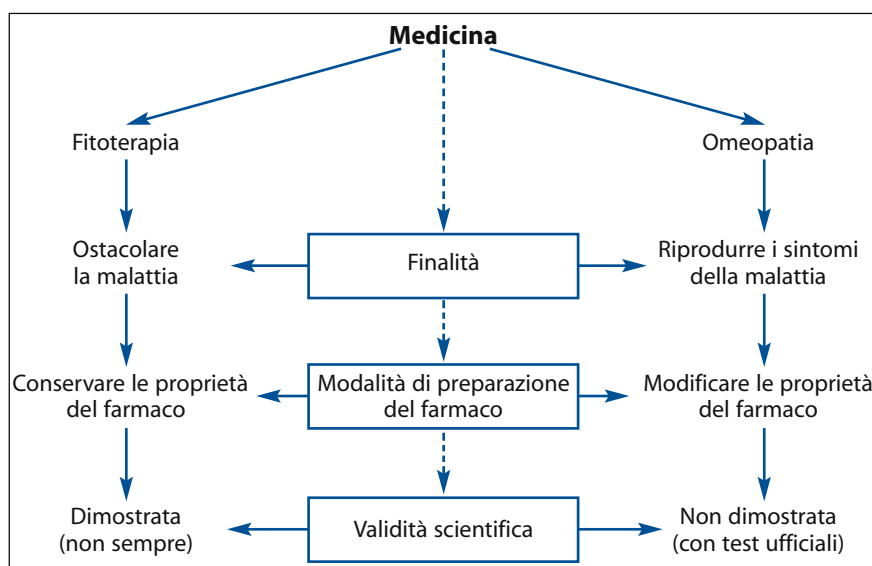 Medicina
Fitoterapia
Omeopatia
Ostacolare
la malattia
Finalità
Riprodurre i sintomi
della malattia
Conservare le proprietà
del farmaco
Modalità di preparazione
del farmaco
Modificare le proprietà
del farmaco
Dimostrata
(non sempre)
Validità scientifica
Non dimostrata
(con test ufficiali)